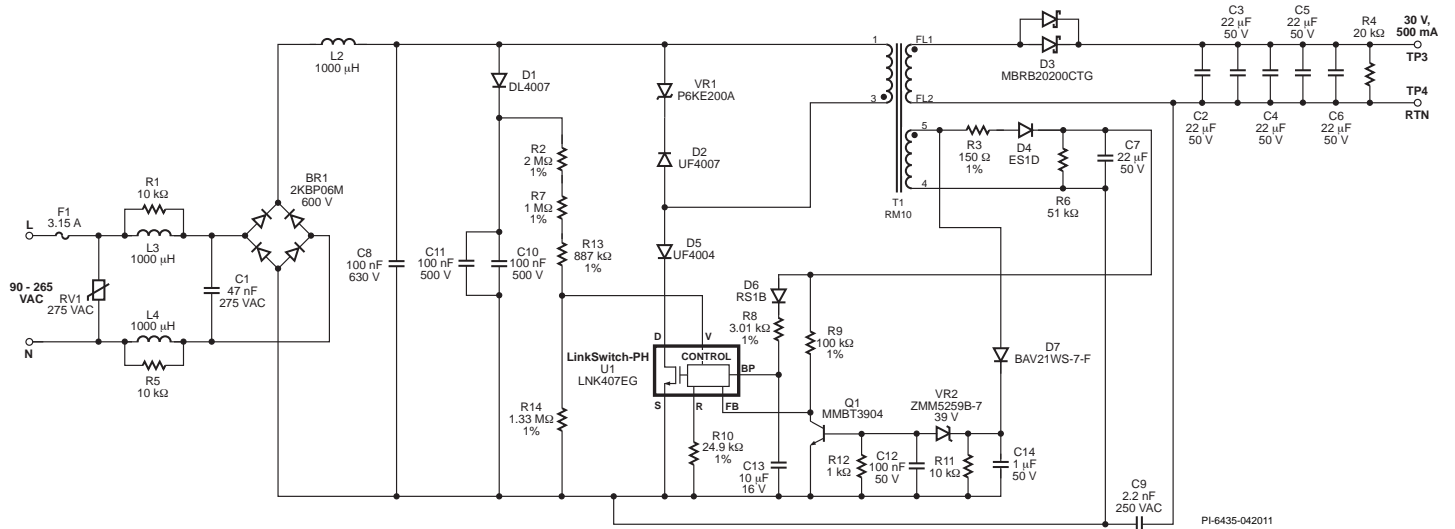 L
F1
3.15 A
90 - 265
VAC
N
RV1
275 VAC
R1
10 kΩ
L3
1000 µH
L4
1000 µH
R5
10 kΩ
C1
47 nF
275 VAC
BR1
2KBP06M
600 V
L2
1000 µH
C8
100 nF
630 V
D1
DL4007
C11
100 nF
500 V
C10
100 nF
500 V
R2
2 MΩ
1%
R7
1 MΩ
1%
R13
887 kΩ
1%
R14
1.33 MΩ
1%
VR1
P6KE200A
D2
UF4007
D5
UF4004
LinkSwitch-PH
U1
LNK407EG
D
V
CONTROL
BP
S
R
FB
R10
24.9 kΩ
1%
D6
RS1B
R8
3.01 kΩ
1%
C13
10 µF
16 V
R9
100 kΩ
1%
Q1
MMBT3904
R12
1 kΩ
C12
100 nF
50 V
VR2
ZMM5259B-7
39 V
R11
10 kΩ
C14
1 µF
50 V
D7
BAV21WS-7-F
1
3
FL1
FL2
5
4
T1
RM10
D3
MBRB20200CTG
R3
150 Ω
1%
D4
ES1D
R6
51 kΩ
C7
22 µF
50 V
C2
22 µF
50 V
C3
22 µF
50 V
C4
22 µF
50 V
C5
22 µF
50 V
C6
22 µF
50 V
R4
20 kΩ
30 V,
500 mA
TP3
TP4
RTN
C9
2.2 nF
250 VAC
PI-6435-042011